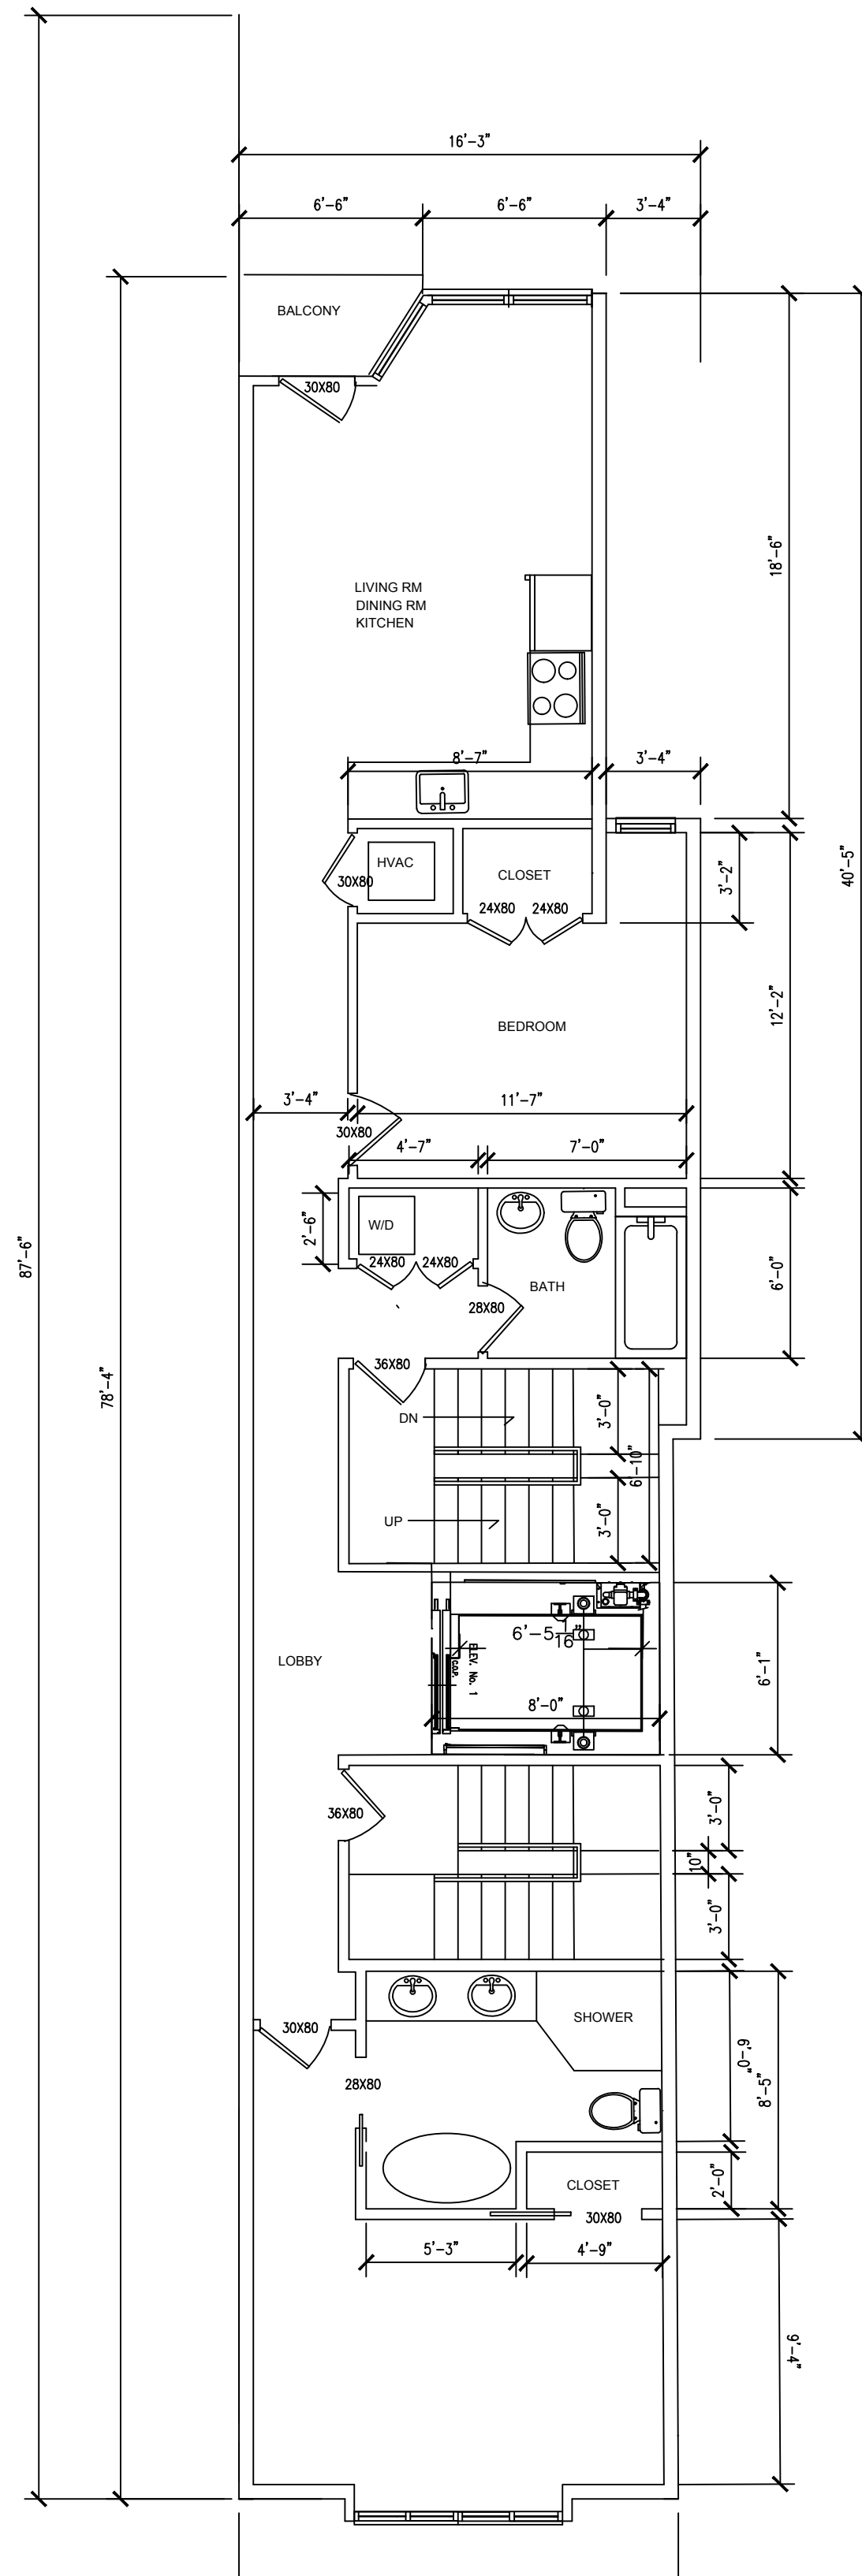 16'-3"
6'-6"
6'-6"
3'-4"
BALCONY
30X80
18'-6"
LIVING RM
DINING RM
KITCHEN
8'-7"
3'-4"
HVAC
30X80
CLOSET
24X80
24X80
3'-2"
40'-5"
12'-2"
BEDROOM
3'-4"
11'-7"
30X80
4'-7"
7'-0"
2'-6"
W/D
24X80
24X80
87'-6"
6'-0"
BATH
28X80
36X80
78'-4"
DN
3'-0"
6'-10"
UP
3'-0"
6'-5 1/16"
LOBBY
ELEV. No. 1
C.O.P.
6'-1"
8'-0"
36X80
3'-0"
10"
3'-0"
30X80
SHOWER
6'-0"
28X80
8'-5"
CLOSET
2'-0"
30X80
5'-3"
4'-9"
9'-4"